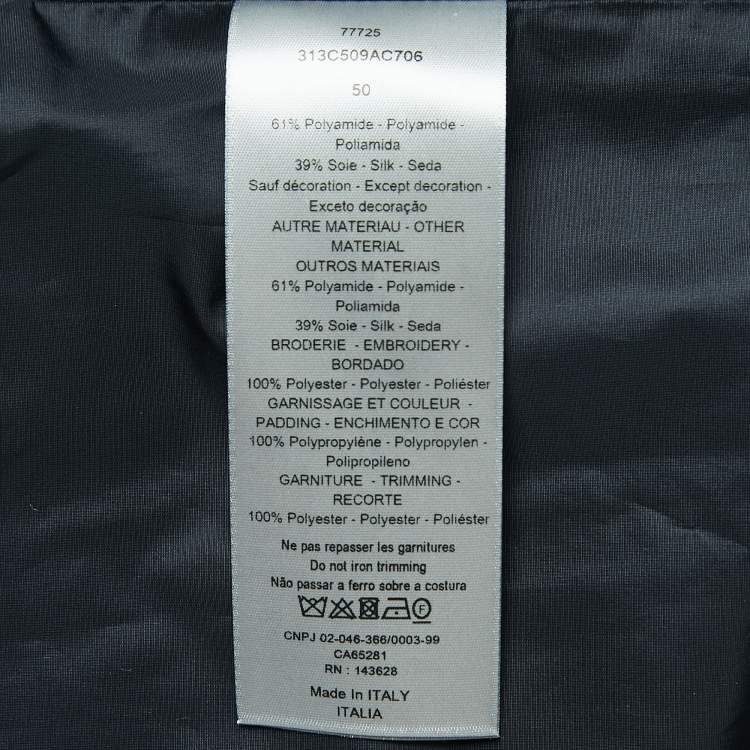 77725
313C509AC706
50
61% Polyamide - Polyamide -
Poliamida
39% Soie - Silk - Seda
Sauf décoration - Except decoration -
Exceto decoração
AUTRE MATERIAU - OTHER
MATERIAL
OUTROS MATERIAIS
61% Polyamide - Polyamide -
Poliamida
39% Soie - Silk - Seda
BRODERIE - EMBROIDERY -
BORDADO
100% Polyester - Polyester - Poliéster
GARNISSAGE ET COULEUR -
PADDING - ENCHIMENTO E COR
100% Polypropylène - Polypropylen -
Polipropileno
GARNITURE - TRIMMING -
RECORTE
100% Polyester - Polyester - Poliéster
Ne pas repasser les garnitures
Do not iron trimming
Não passar a ferro sobre a costura
F
CNPJ 02-046-366/0003-99
CA65281
RN : 143628
Made In ITALY
ITALIA